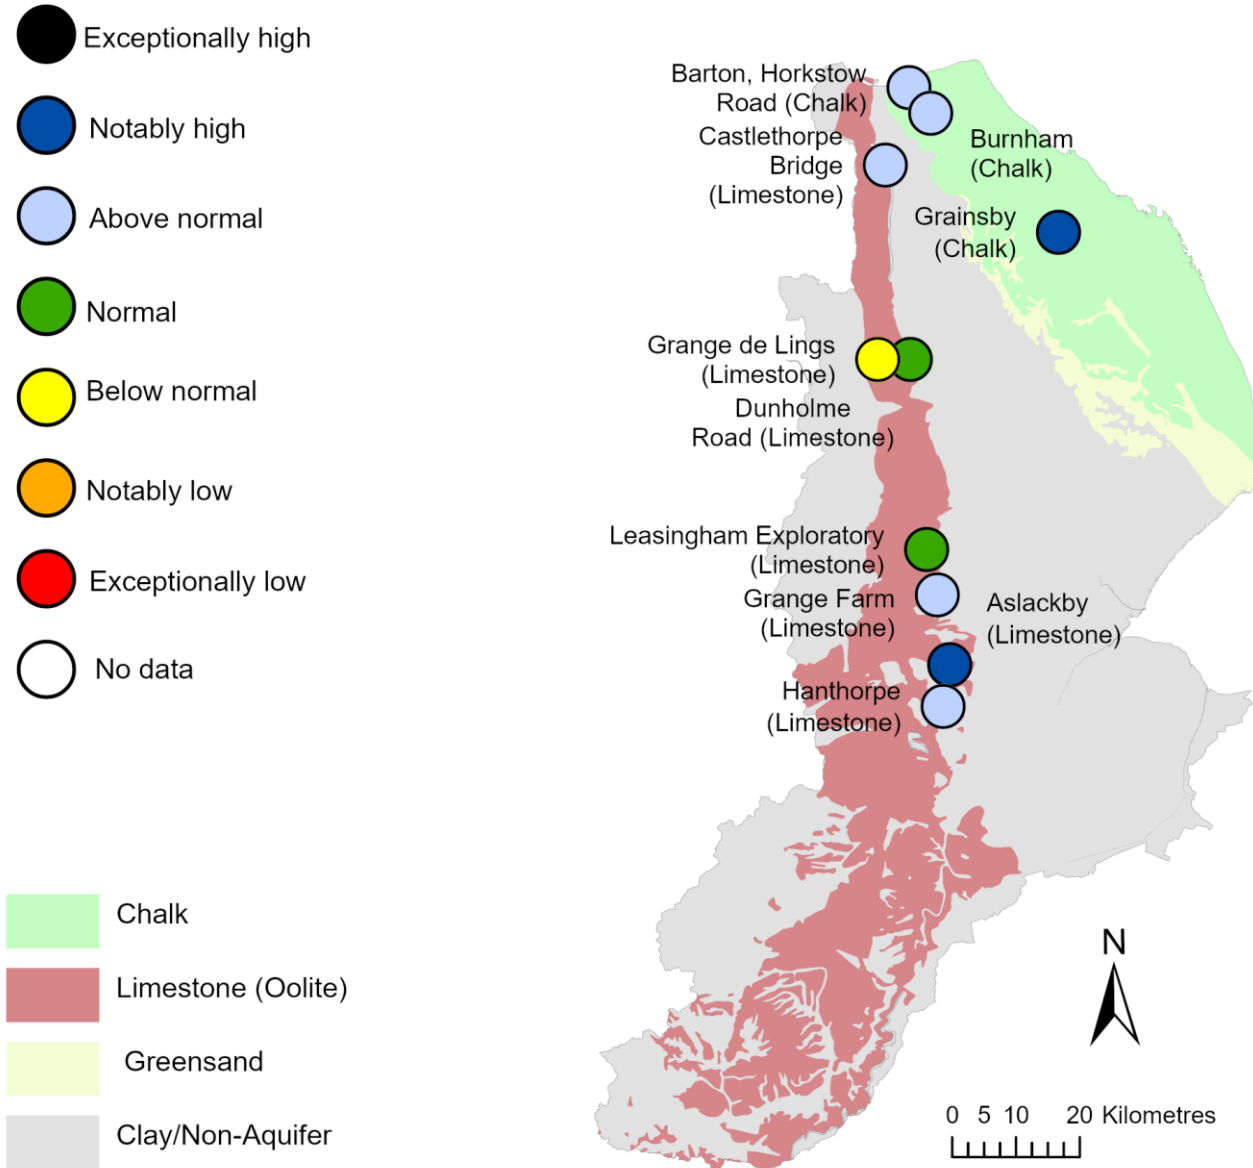 Exceptionally high
Notably high
Above normal
Normal
Below normal
Notably low
Exceptionally low
No data
Chalk
Limestone (Oolite)
Greensand
Clay/Non-Aquifer
Barton, Horkstow
Road (Chalk)
Castlethorpe
Bridge
(Limestone)
Burnham
(Chalk)
Grainsby
(Chalk)
Grange de Lings
(Limestone)
Dunholme
Road (Limestone)
Leasingham Exploratory
(Limestone)
Grange Farm
(Limestone)
Aslackby
(Limestone)
Hanthorpe
(Limestone)
N
0 5 10 20 Kilometres